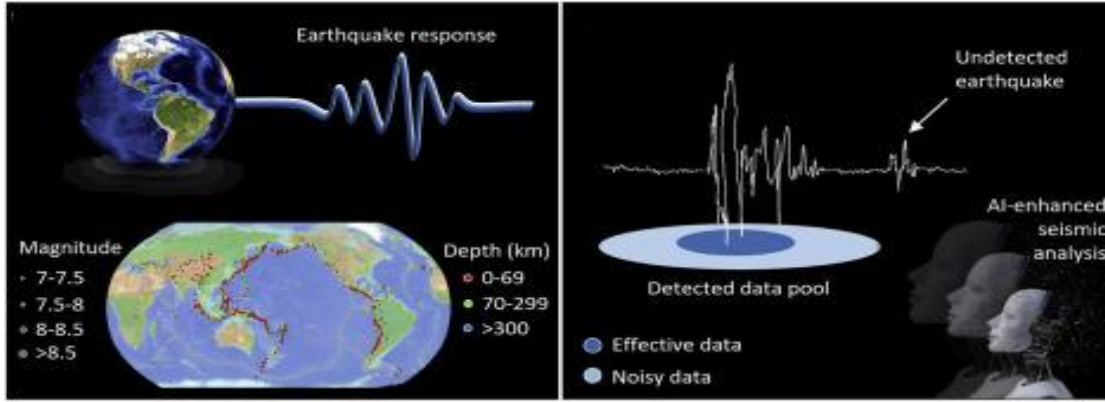 Earthquake response
Magnitude
7-7.5
7.5-8
8-8.5
>8.5
Depth (km)
0-69
70-299
>300
Undetected
earthquake
AI-enhanced
seismic
analysis
Detected data pool
Effective data
Noisy data